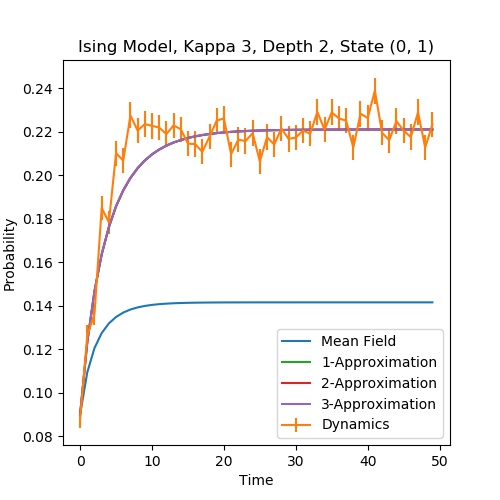 Ising Model, Kappa 3, Depth 2, State (0, 1)
0.24
0.22
0.20
0.18
0.16
0.14
0.12
0.10
0.08
Probability
0 10 20 30 40 50
Time
Mean Field
1-Approximation
2-Approximation
3-Approximation
Dynamics